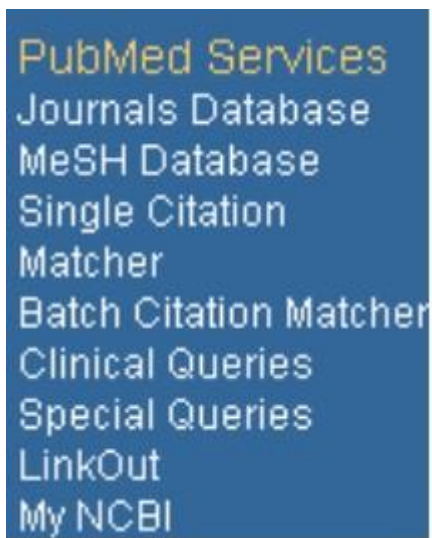 PubMed Services
Journals Database
MeSH Database
Single Citation
Matcher
Batch Citation Matcher
Clinical Queries
Special Queries
LinkOut
My NCBI